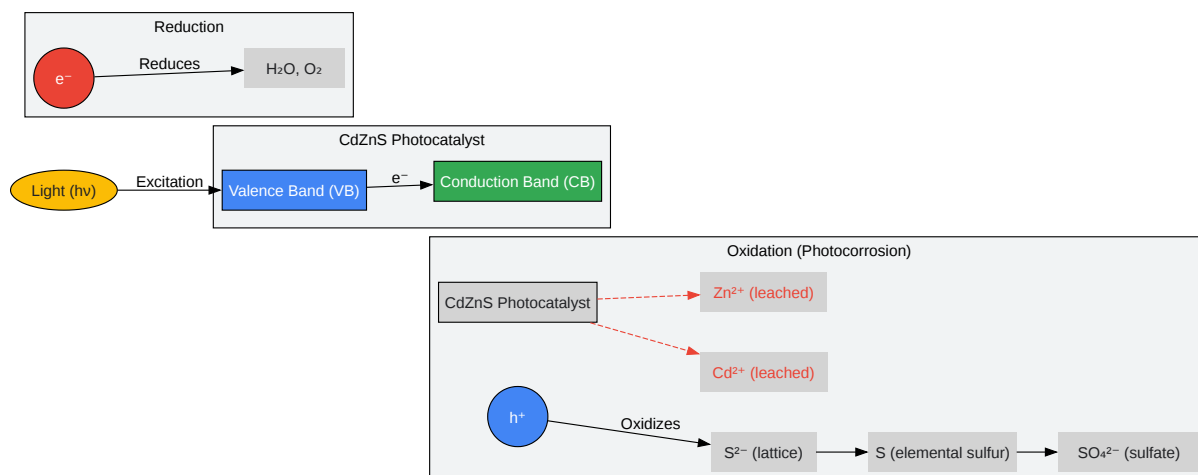 Reduction
e⁻
Reduces
H₂O, O₂
CdZnS Photocatalyst
Light (hν)
Excitation
Valence Band (VB)
e⁻
Conduction Band (CB)
Oxidation (Photocorrosion)
CdZnS Photocatalyst
Zn²⁺ (leached)
Cd²⁺ (leached)
h⁺
Oxidizes
S²⁻ (lattice)
S (elemental sulfur)
SO₄²⁻ (sulfate)